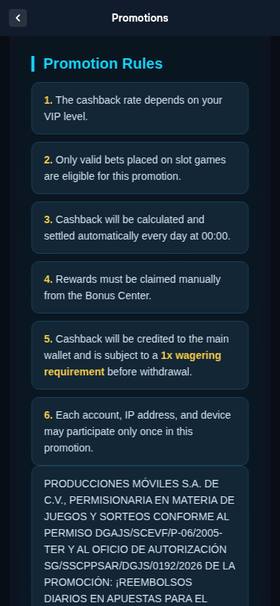 Promotions
Promotion Rules
1. The cashback rate depends on your
VIP level.
2. Only valid bets placed on slot games
are eligible for this promotion.
3. Cashback will be calculated and
settled automatically every day at 00:00.
4. Rewards must be claimed manually
from the Bonus Center.
5. Cashback will be credited to the main
wallet and is subject to a 1x wagering
requirement before withdrawal.
6. Each account, IP address, and device
may participate only once in this
promotion.
PRODUCCIONES MÓVILES S.A. DE
C.V., PERMISIONARIA EN MATERIA DE
JUEGOS Y SORTEOS CONFORME AL
PERMISO DGAJS/SCEVF/P-06/2005-
TER Y AL OFICIO DE AUTORIZACIÓN
SG/SSCPPSAR/DGJS/0192/2026 DE LA
PROMOCIÓN: ¡REEMBOLSOS
DIARIOS EN APUESTAS PARA EL